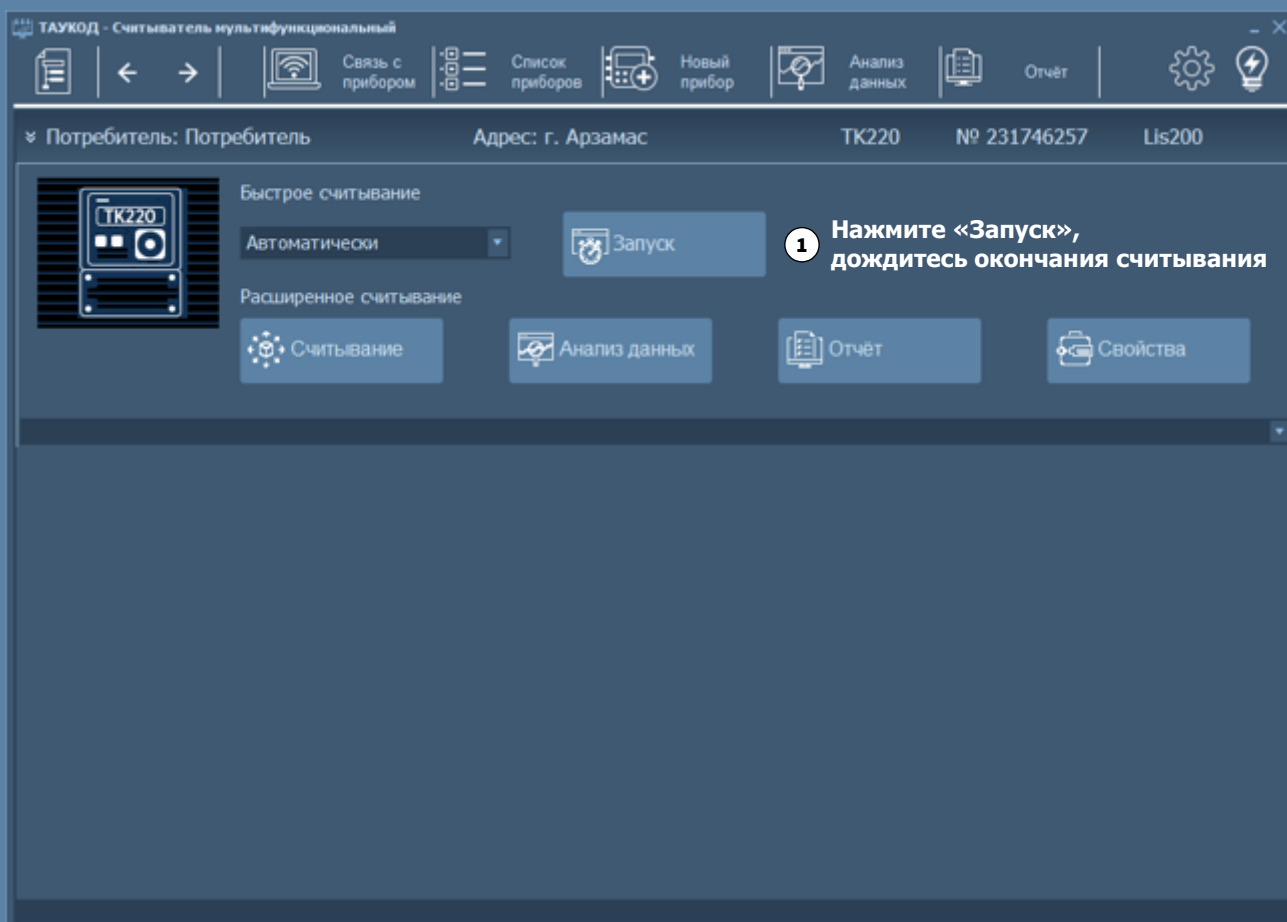 ТАУКОД - Считыватель мультифункциональный
Связь с
прибором
Список
приборов
Новый
прибор
Анализ
данных
Отчёт
Потребитель: Потребитель Адрес: г. Арзамас ТК220 № 231746257 Lis200
ТК220
Быстрое считывание
Автоматически
Запуск
1 Нажмите «Запуск»,
дождитесь окончания считывания
Расширенное считывание
Считывание
Анализ данных
Отчёт
Свойства